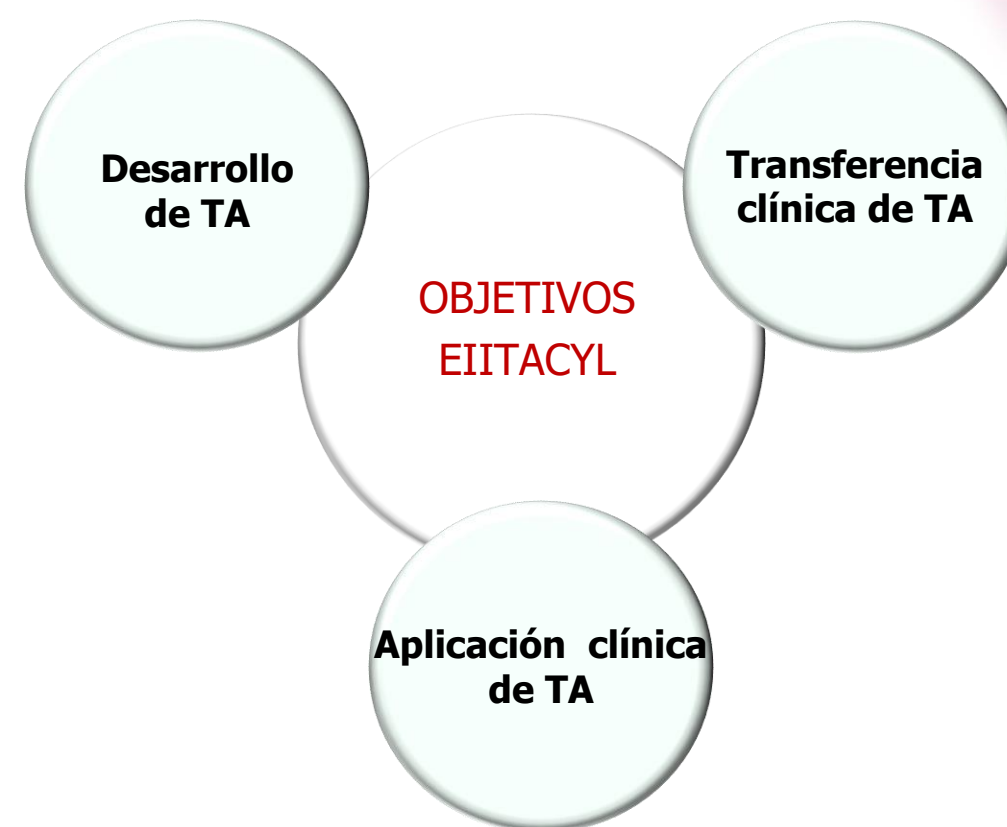 Desarrollo
de TA
Transferencia
clínica de TA
OBJETIVOS
EIITACYL
Aplicación clínica
de TA